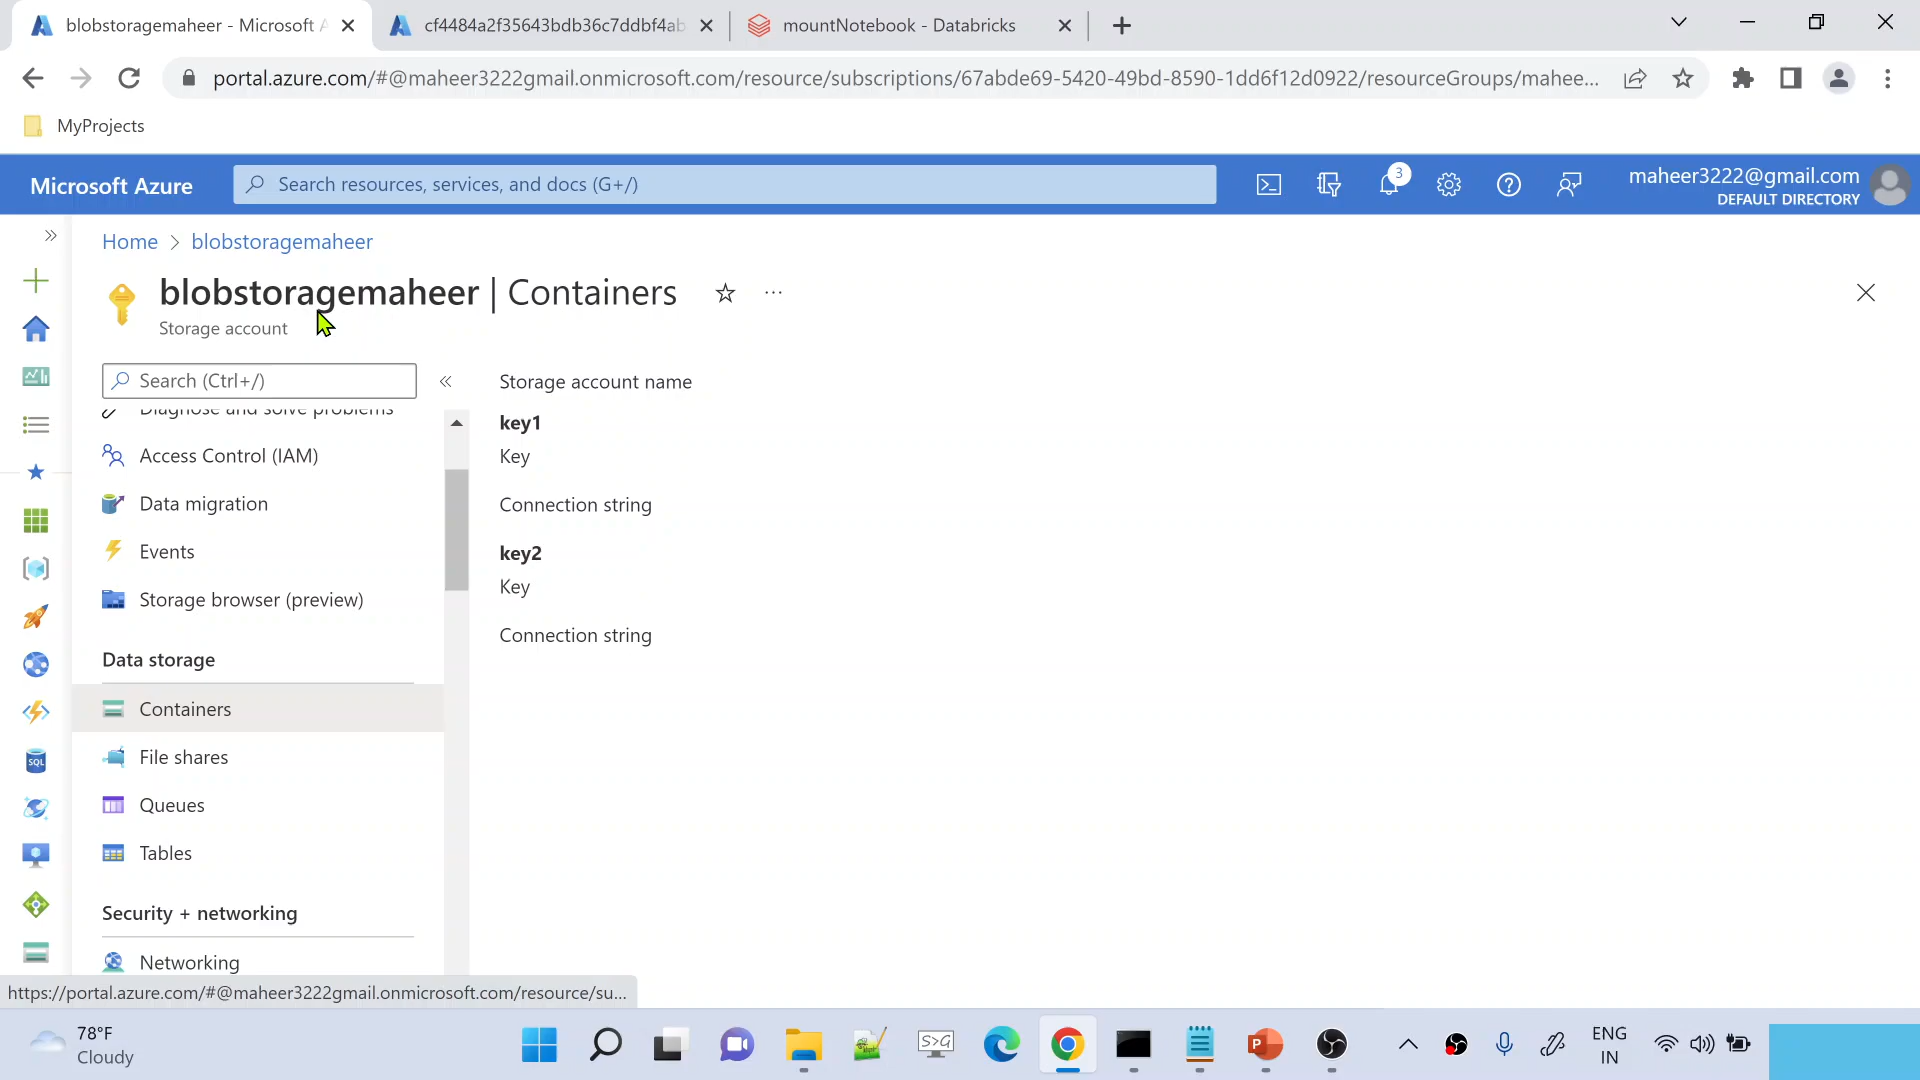 blobstoragemaheer - Microsoft A
cf4484a2f35643bdb36c7ddbf4ab
mountNotebook - Databricks
portal.azure.com/#@maheer3222gmail.onmicrosoft.com/resource/subscriptions/67abde69-5420-49bd-8590-1dd6f12d0922/resourceGroups/mahee...
MyProjects
Microsoft Azure
Search resources, services, and docs (G+/)
3
maheer3222@gmail.com
DEFAULT DIRECTORY
Home > blobstoragemaheer
blobstoragemaheer | Containers
Storage account
Search (Ctrl+/)
Diagnose and solve problems
Access Control (IAM)
Data migration
Events
Storage browser (preview)
Data storage
Containers
File shares
Queues
Tables
Security + networking
Networking
Storage account name
key1
Key
Connection string
key2
Key
Connection string
https://portal.azure.com/#@maheer3222gmail.onmicrosoft.com/resource/su...
78°F
Cloudy
ENG
IN